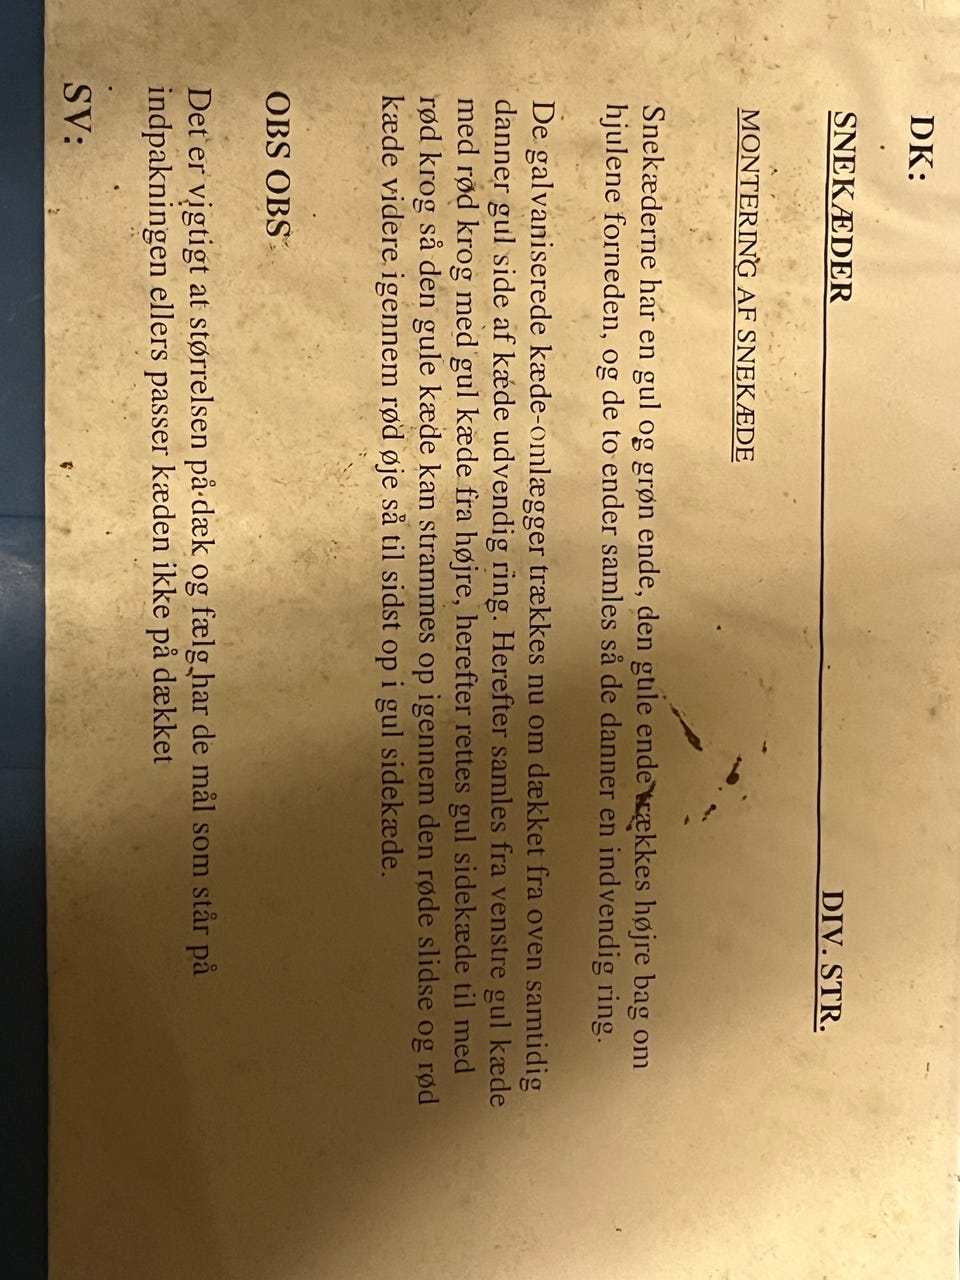 DK:
SNEKÆDER DIV. STR.
MONTERING AF SNEKÆDE
Snekæderne har en gul og grøn ende, den gule ende trækkes højre bag om
hjulene forneden, og de to ender samles så de danner en indvendig ring.
De galvaniserede kæde-omlægger trækkes nu om dækket fra oven samtidig
danner gul side af kæde udvendig ring. Herefter samles fra venstre gul kæde
med rød krog med gul kæde fra højre, herefter rettes gul sidekæde til med
rød krog så den gule kæde kan strammes op igennem den røde slidse og rød
kæde videre igennem rød øje så til sidst op i gul sidekæde.
OBS OBS
Det er vigtigt at størrelsen på dæk og fælg har de mål som står på
indpakningen ellers passer kæden ikke på dækket
SV: